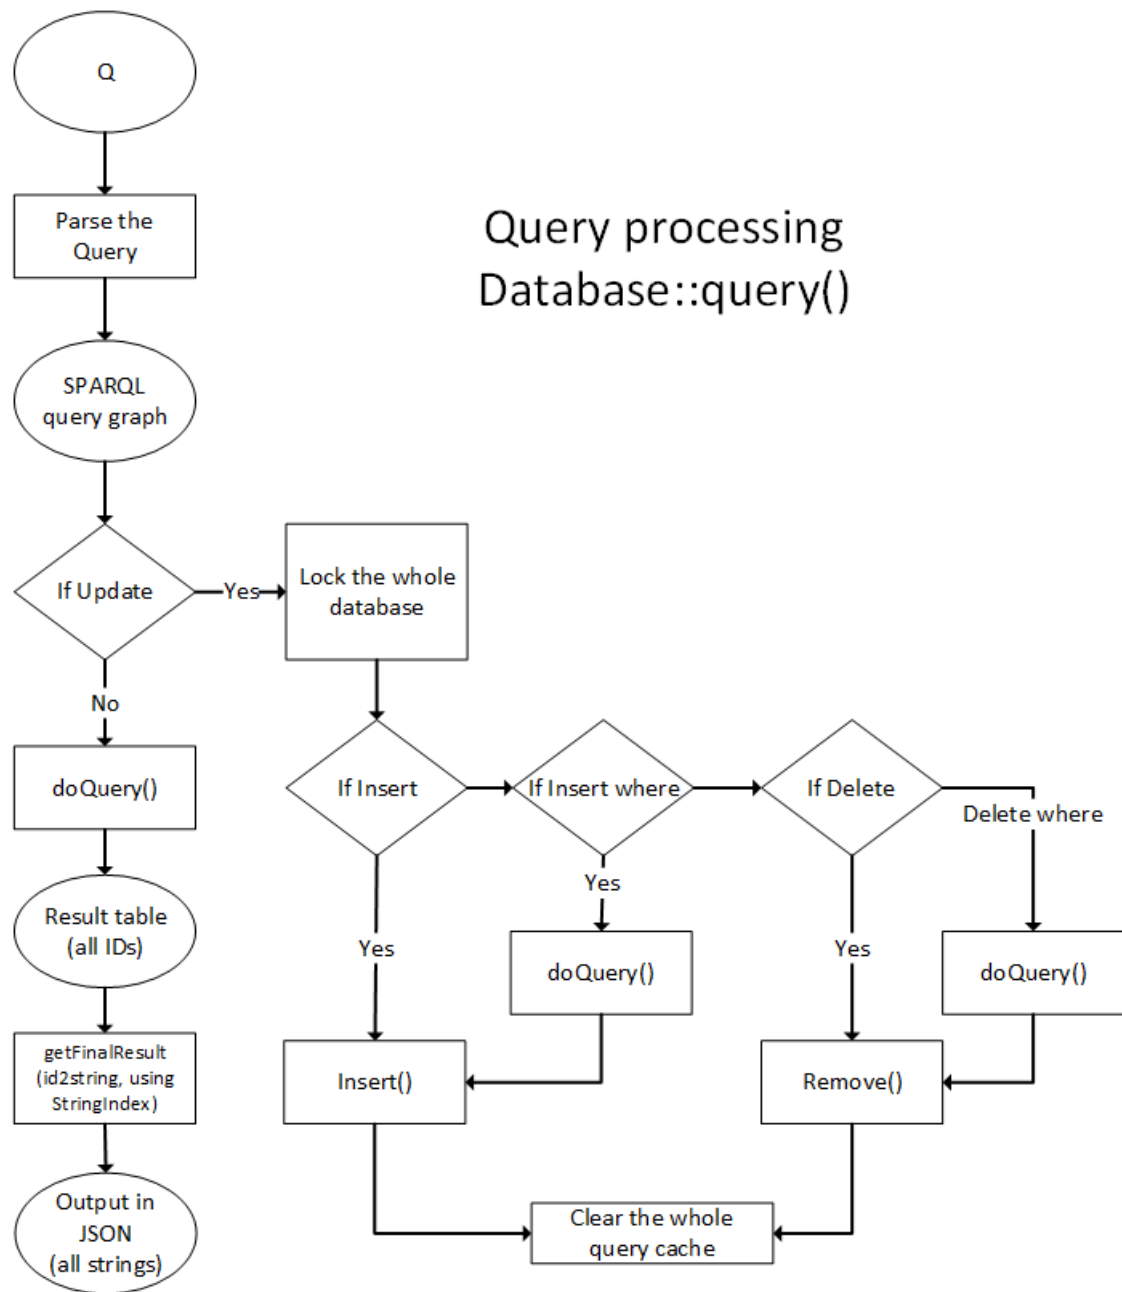 Q
Parse the
Query
Query processing
Database::query()
SPARQL
query graph
If Update
Yes
Lock the whole
database
No
doQuery()
If Insert
If Insert where
If Delete
Delete where
Yes
Yes
Yes
doQuery()
doQuery()
Result table
(all IDs)
getFinalResult
(id2string, using
StringIndex)
Insert()
Remove()
Output in
JSON
(all strings)
Clear the whole
query cache